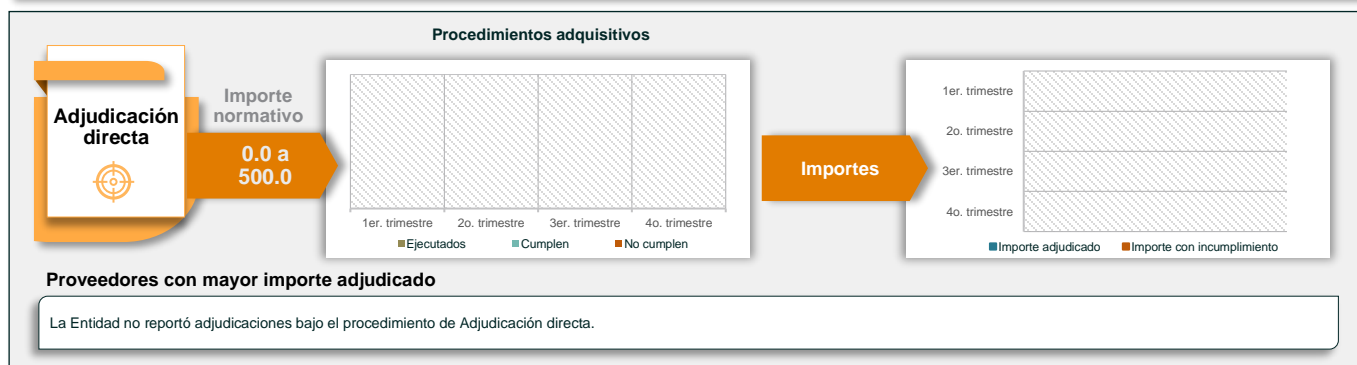 Procedimientos adquisitivos
Adjudicación
directa
Importe
normativo
0.0 a
500.0
1er. trimestre
2o. trimestre
3er. trimestre
4o. trimestre
Ejecutados
Cumplen
No cumplen
Importes
1er. trimestre
2o. trimestre
3er. trimestre
4o. trimestre
Importe adjudicado
Importe con incumplimiento
Proveedores con mayor importe adjudicado
La Entidad no reportó adjudicaciones bajo el procedimiento de Adjudicación directa.